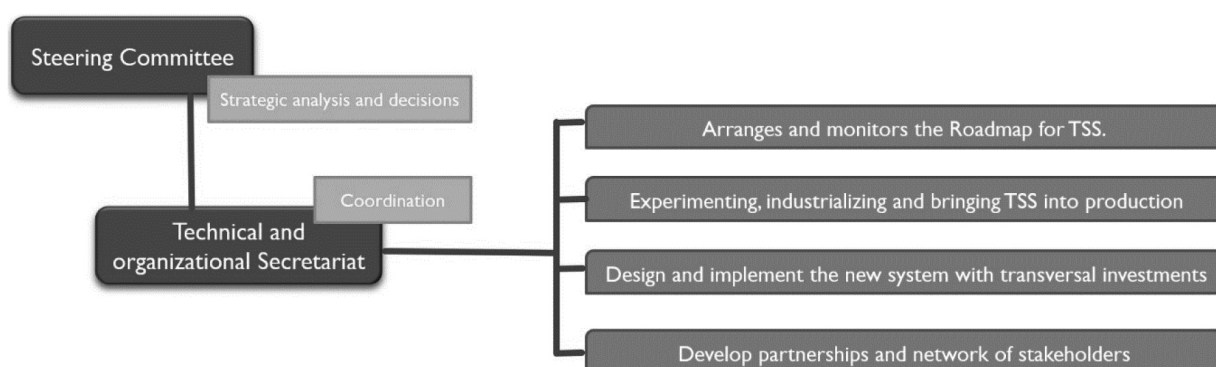 Steering Committee
Strategic analysis and decisions
Coordination
Technical and
organizational Secretariat
Arranges and monitors the Roadmap for TSS.
Experimenting, industrializing and bringing TSS into production
Design and implement the new system with transversal investments
Develop partnerships and network of stakeholders